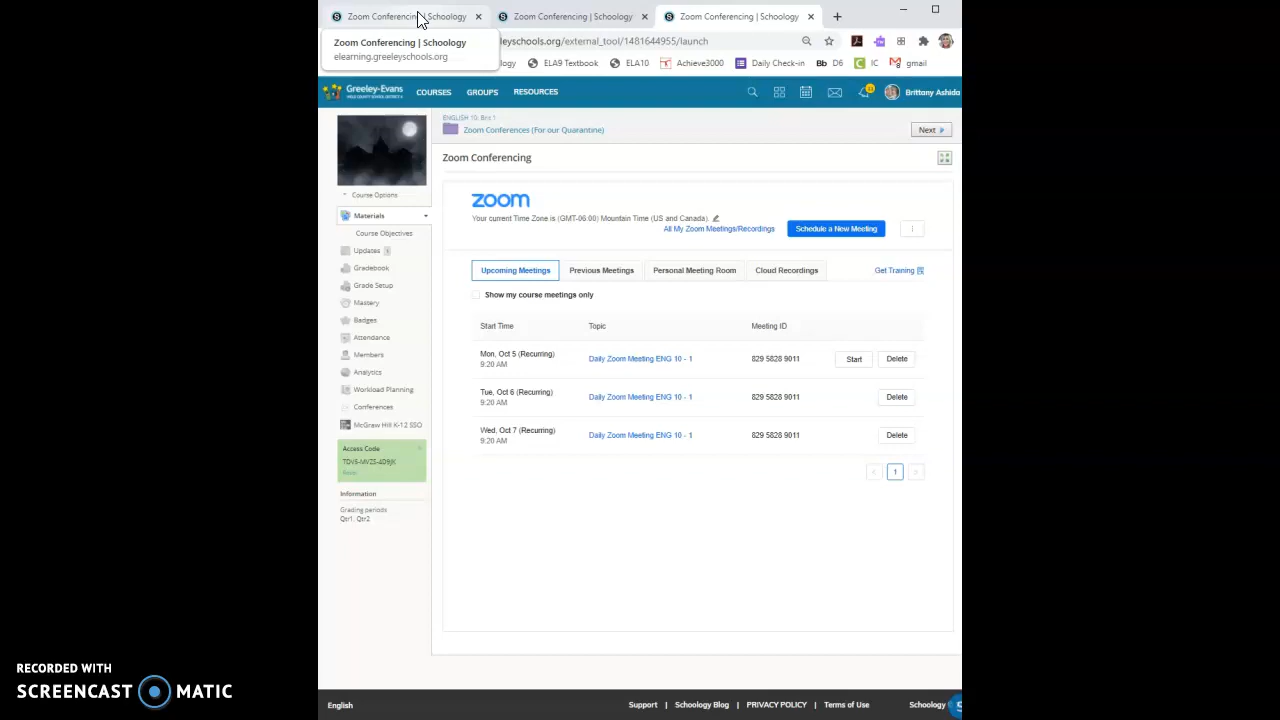 Zoom Conferencing | Schoology
Zoom Conferencing | Schoology
Zoom Conferencing | Schoology
Zoom Conferencing | Schoology
elearning.greeleyschools.org
eleyschools.org/external_tool/1481644955/launch
ogy
ELA9 Textbook
ELA10
Achieve3000
Daily Check-in
Bb D6
IC
gmail
Greeley-Evans
COURSES
GROUPS
RESOURCES
Brittany Ashida
Zoom Conferences (For our Quarantine)
Next
Zoom Conferencing
Course Options
Materials
Course Objectives
Updates
Gradebook
Grade Setup
Mastery
Badges
Attendance
Members
Analytics
Workload Planning
Conferences
McGraw Hill K-12 SSO
Access Code
Information
Grading periods
Qtr1, Qtr2
zoom
Your current Time Zone is (GMT-06:00) Mountain Time (US and Canada).
All My Zoom Meetings/Recordings
Schedule a New Meeting
Upcoming Meetings
Previous Meetings
Personal Meeting Room
Cloud Recordings
Get Training
Show my course meetings only
Start Time Topic Meeting ID
Mon, Oct 5 (Recurring)
9:20 AM
Daily Zoom Meeting ENG 10 - 1
829 5828 9011
Start
Delete
Tue, Oct 6 (Recurring)
9:20 AM
Daily Zoom Meeting ENG 10 - 1
829 5828 9011
Delete
Wed, Oct 7 (Recurring)
9:20 AM
Daily Zoom Meeting ENG 10 - 1
829 5828 9011
Delete
1
English
Support | Schoology Blog | PRIVACY POLICY | Terms of Use
Schoology
RECORDED WITH
SCREENCAST MATIC